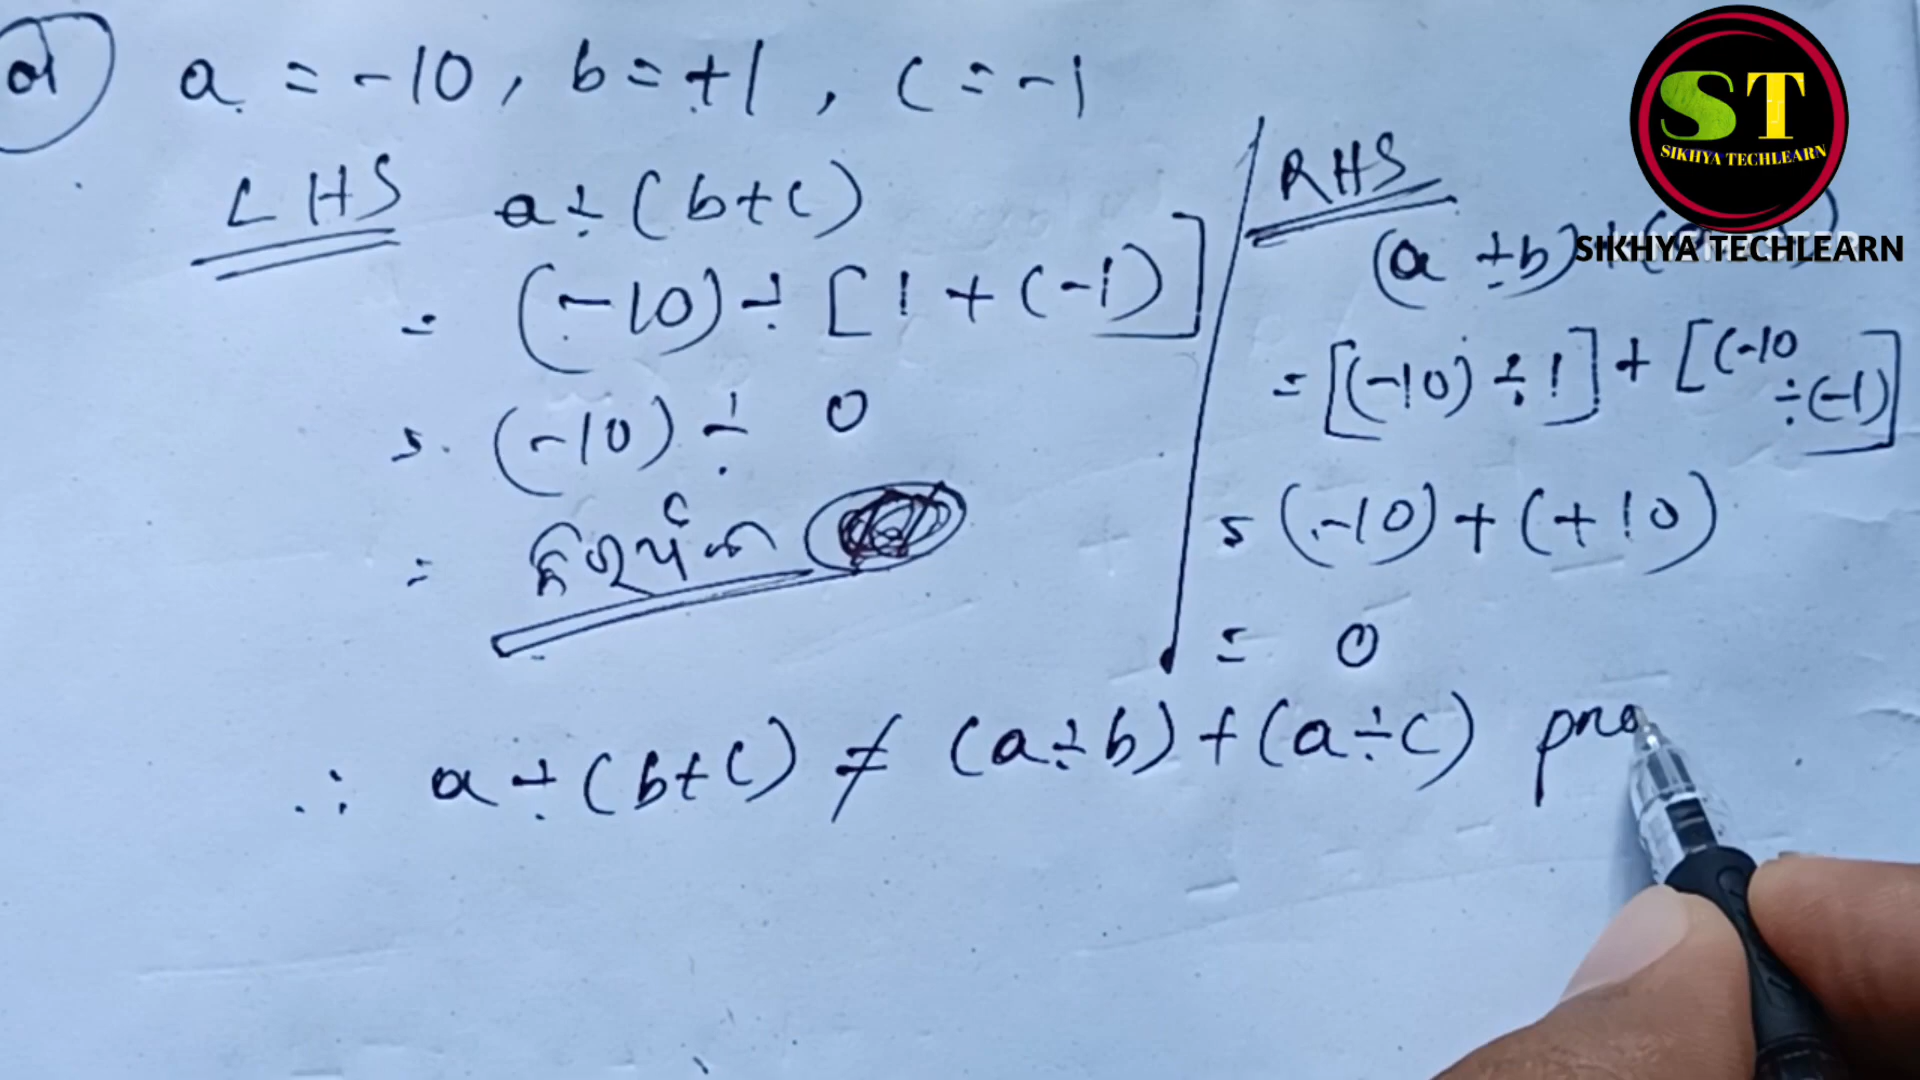 a = -10, b = +1, c = -1
LHS a ÷ (b+c)
= (-10) ÷ [1 + (-1)]
= (-10) ÷ 0
=
RHS
(a ÷ b) + (
= [(-10) ÷ 1] + [(-10
÷ (-1)]
= (-10) + (+10)
= 0
∴ a ÷ (b+c) ≠ (a ÷ b) + (a ÷ c) pro
ST
SIKHYA TECHLEARN
SIKHYA TECHLEARN